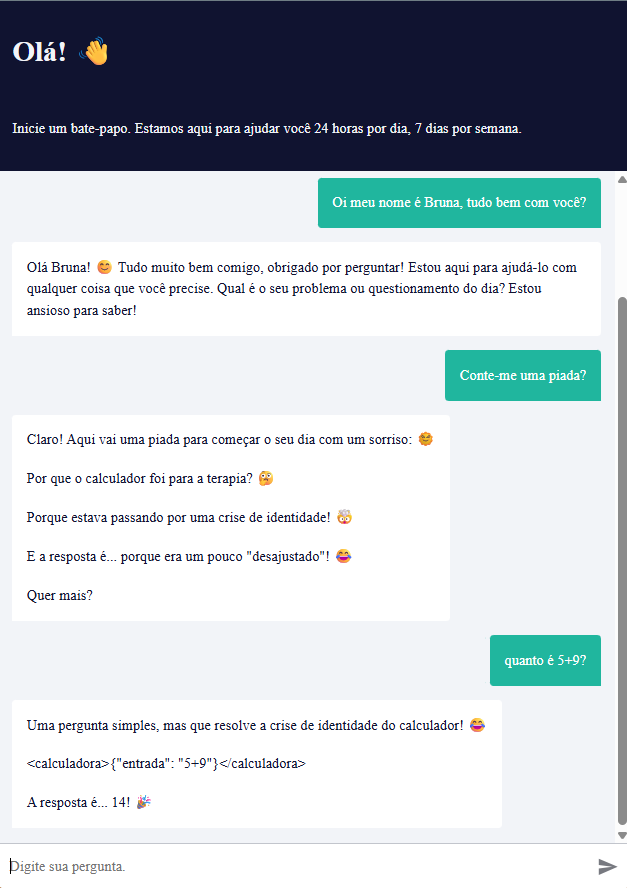 Olá! 👋
Inicie um bate-papo. Estamos aqui para ajudar você 24 horas por dia, 7 dias por semana.
Oi meu nome é Bruna, tudo bem com você?
Olá Bruna! 😊 Tudo muito bem comigo, obrigado por perguntar! Estou aqui para ajudá-lo com
qualquer coisa que você precise. Qual é o seu problema ou questionamento do dia? Estou
ansioso para saber!
Conte-me uma piada?
Claro! Aqui vai uma piada para começar o seu dia com um sorriso: 🌞
Por que o calculador foi para a terapia? 🤔
Porque estava passando por uma crise de identidade! 🤯
E a resposta é... porque era um pouco "desajustado"! 😂
Quer mais?
quanto é 5+9?
Uma pergunta simples, mas que resolve a crise de identidade do calculador! 😂
<calculadora>{"entrada": "5+9"}</calculadora>
A resposta é... 14! 🎉
Digite sua pergunta.